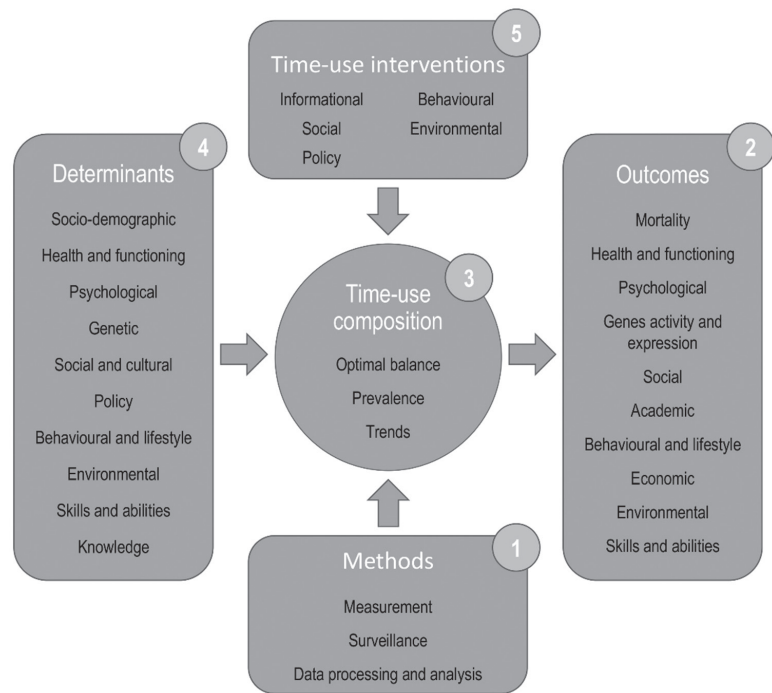 5
Time-use interventions
Informational Behavioural
Social Environmental
Policy
4
Determinants
Socio-demographic
Health and functioning
Psychological
Genetic
Social and cultural
Policy
Behavioural and lifestyle
Environmental
Skills and abilities
Knowledge
3
Time-use
composition
Optimal balance
Prevalence
Trends
2
Outcomes
Mortality
Health and functioning
Psychological
Genes activity and
expression
Social
Academic
Behavioural and lifestyle
Economic
Environmental
Skills and abilities
1
Methods
Measurement
Surveillance
Data processing and analysis